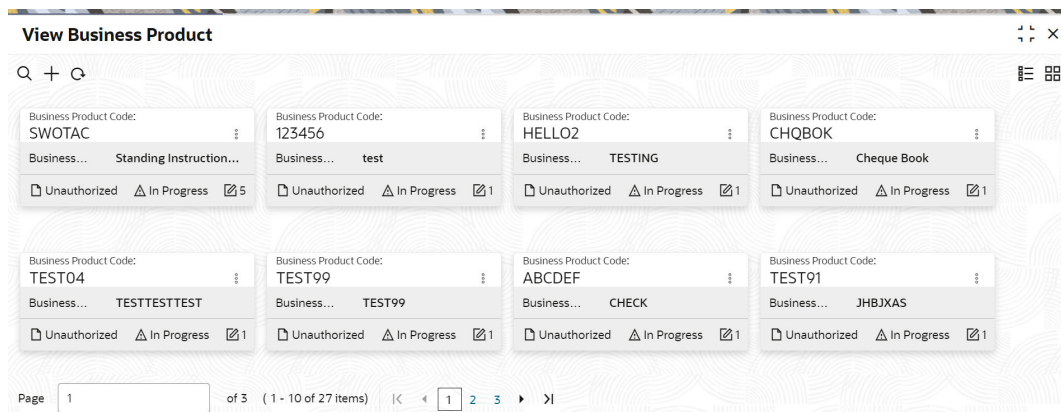 View Business Product
Business Product Code: Business Product Code: Business Product Code: Business Product Code:
SWOTAC 123456 HELLO2 CHQBOK
Business... Standing Instruction... Business... test Business... TESTING Business... Cheque Book
Unauthorized In Progress 5 Unauthorized In Progress 1 Unauthorized In Progress 1 Unauthorized In Progress 1
Business Product Code: Business Product Code: Business Product Code: Business Product Code:
TEST04 TEST99 ABCDEF TEST91
Business... TESTTESTTEST Business... TEST99 Business... CHECK Business... JHBJXAS
Unauthorized In Progress 1 Unauthorized In Progress 1 Unauthorized In Progress 1 Unauthorized In Progress 1
Page 1 of 3 (1 - 10 of 27 items) 1 2 3